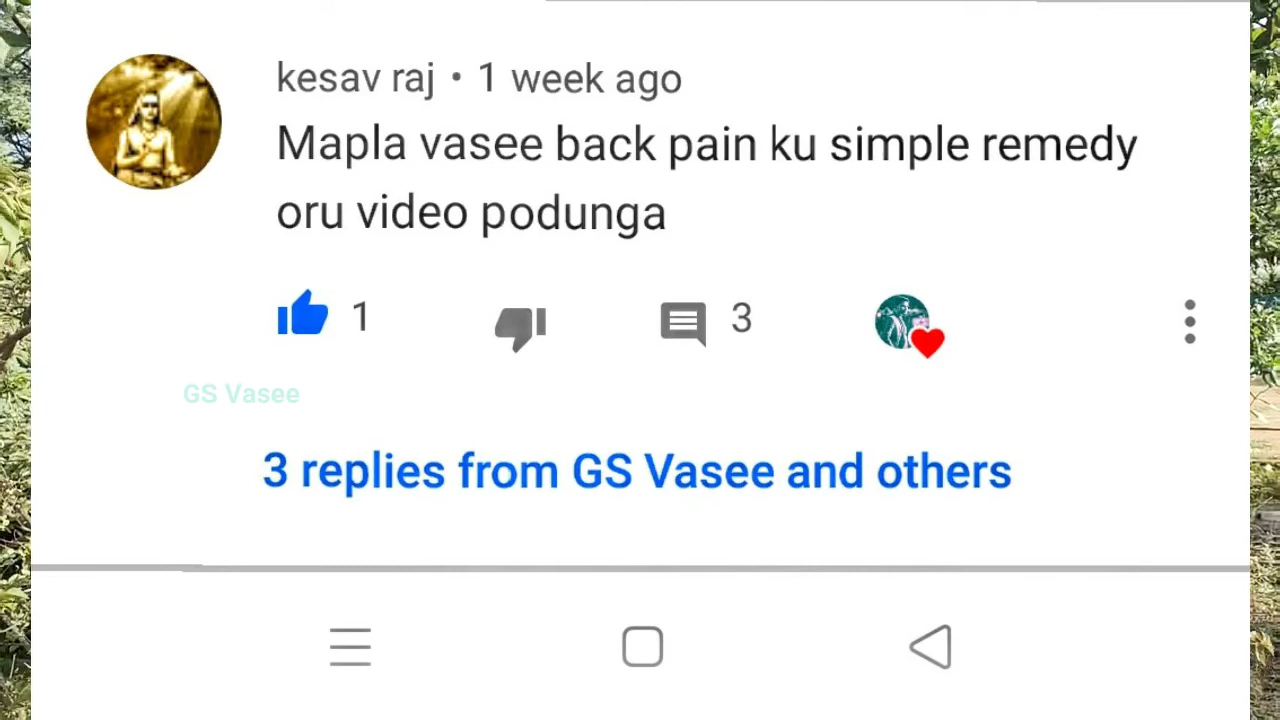 kesav raj • 1 week ago
Mapla vasee back pain ku simple remedy
oru video podunga
1
3
GS Vasee
3 replies from GS Vasee and others